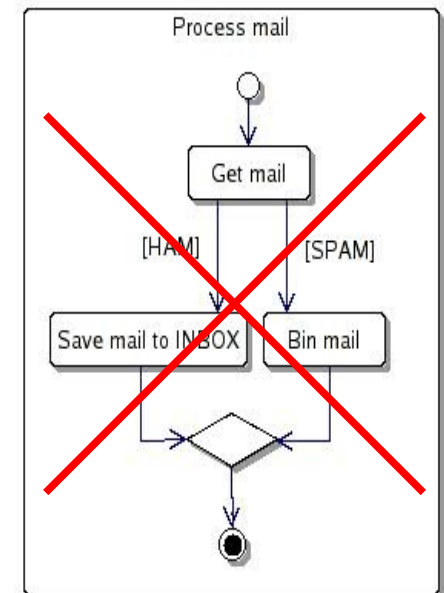 Process mail
Get mail
[HAM] [SPAM]
Save mail to INBOX Bin mail